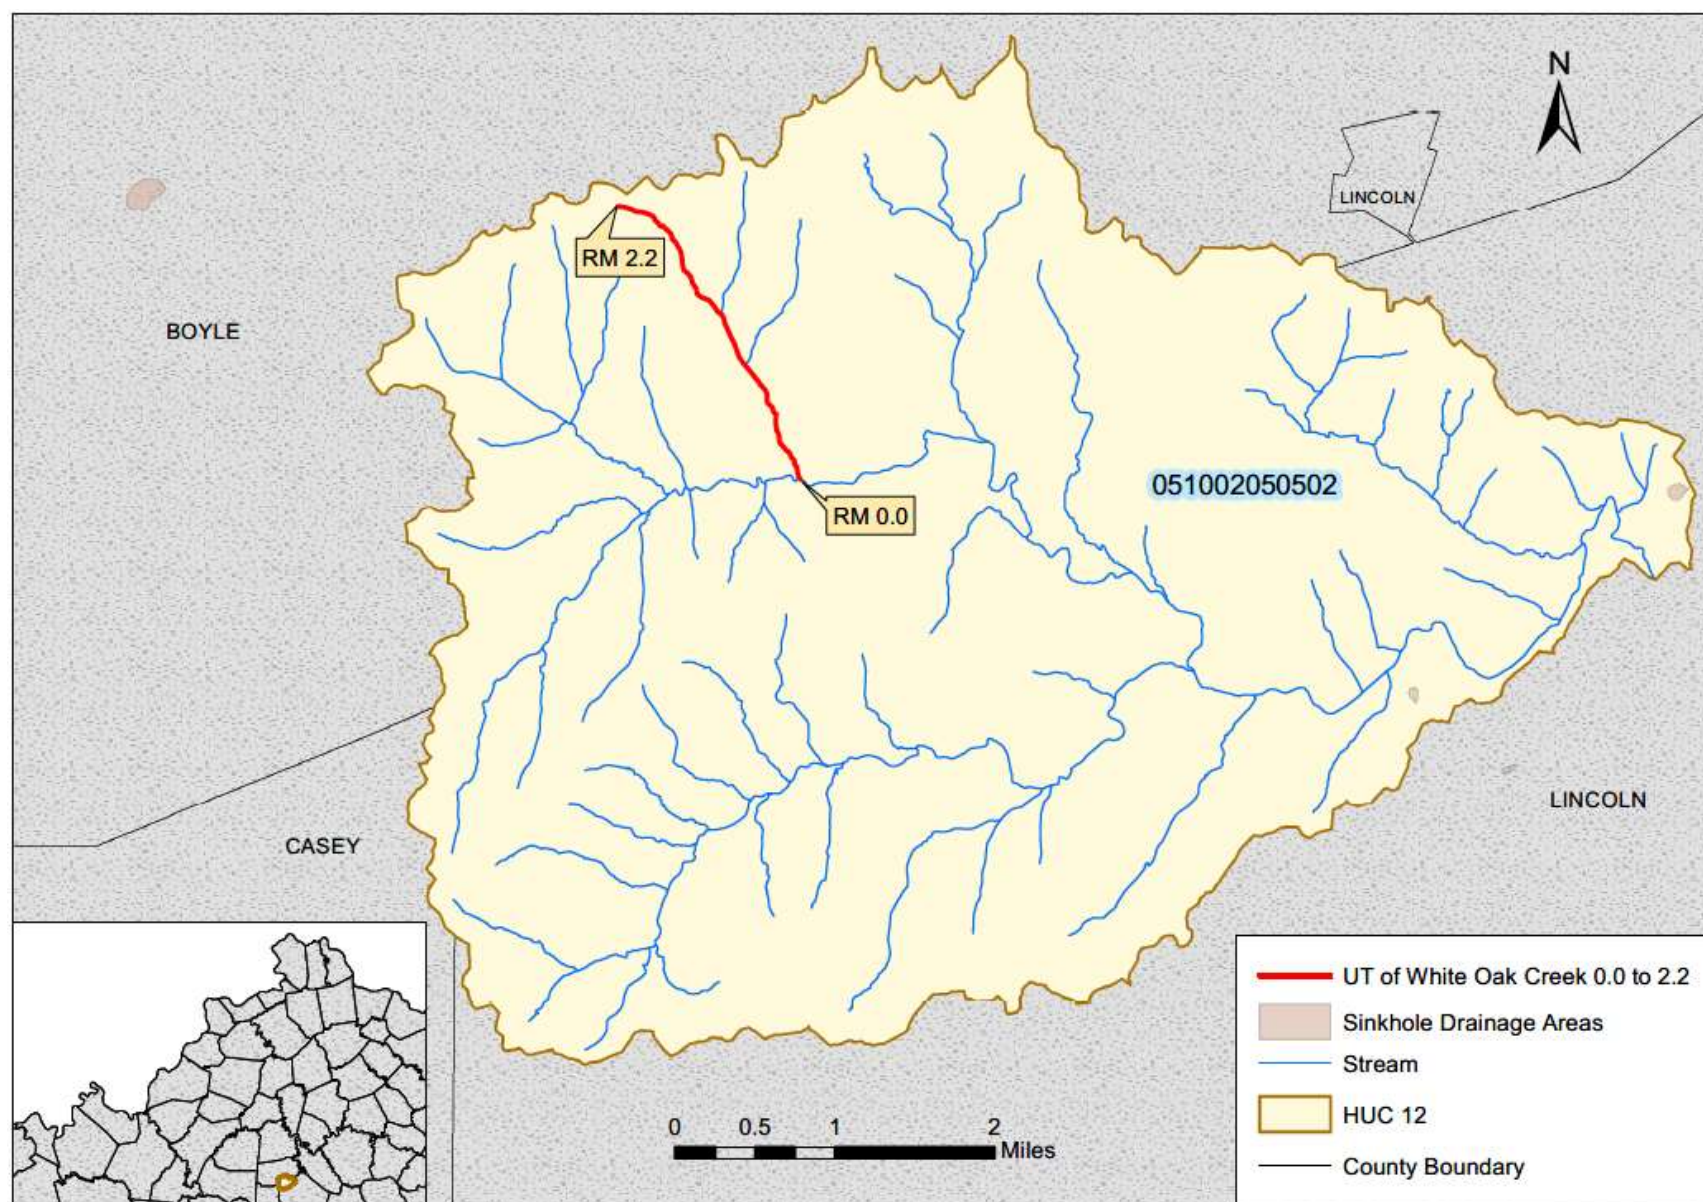 N
LINCOLN
RM 2.2
BOYLE
051002050502
RM 0.0
LINCOLN
CASEY
UT of White Oak Creek 0.0 to 2.2
Sinkhole Drainage Areas
Stream
HUC 12
County Boundary
0 0.5 1 2
Miles